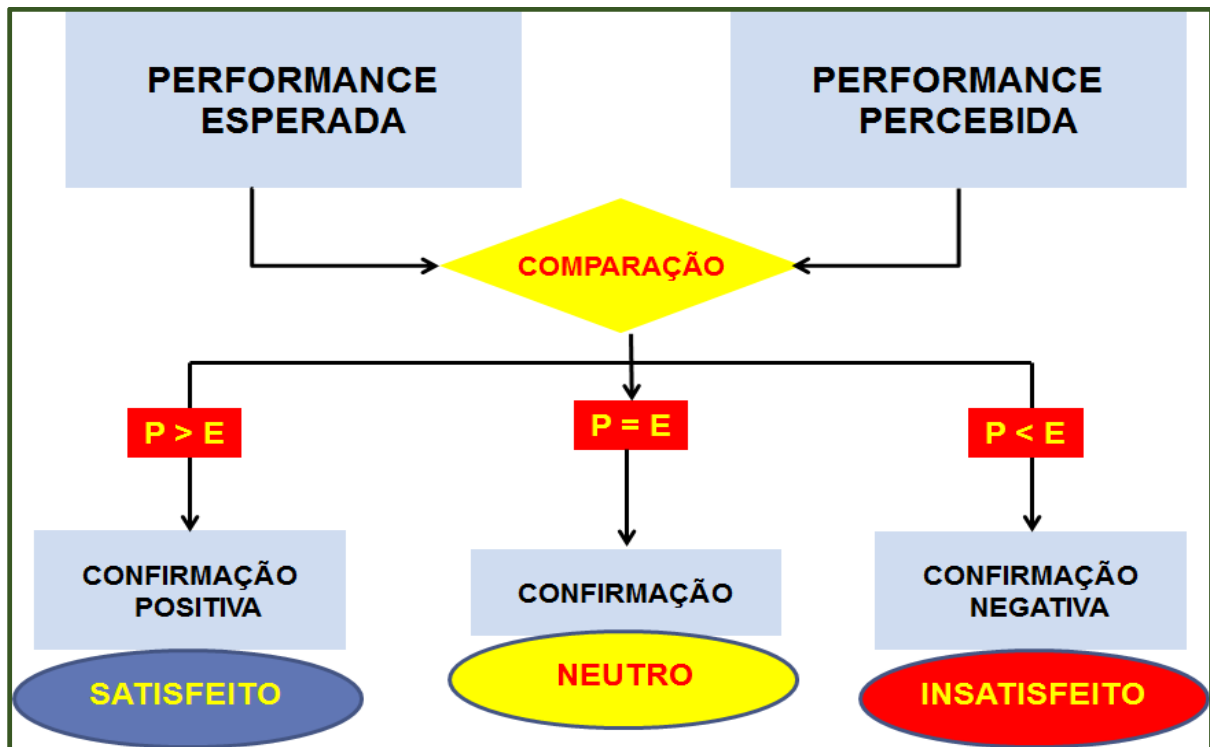 PERFORMANCE
ESPERADA
PERFORMANCE
PERCEBIDA
COMPARAÇÃO
P > E
P = E
P < E
CONFIRMAÇÃO
POSITIVA
CONFIRMAÇÃO
CONFIRMAÇÃO
NEGATIVA
SATISFEITO
NEUTRO
INSATISFEITO